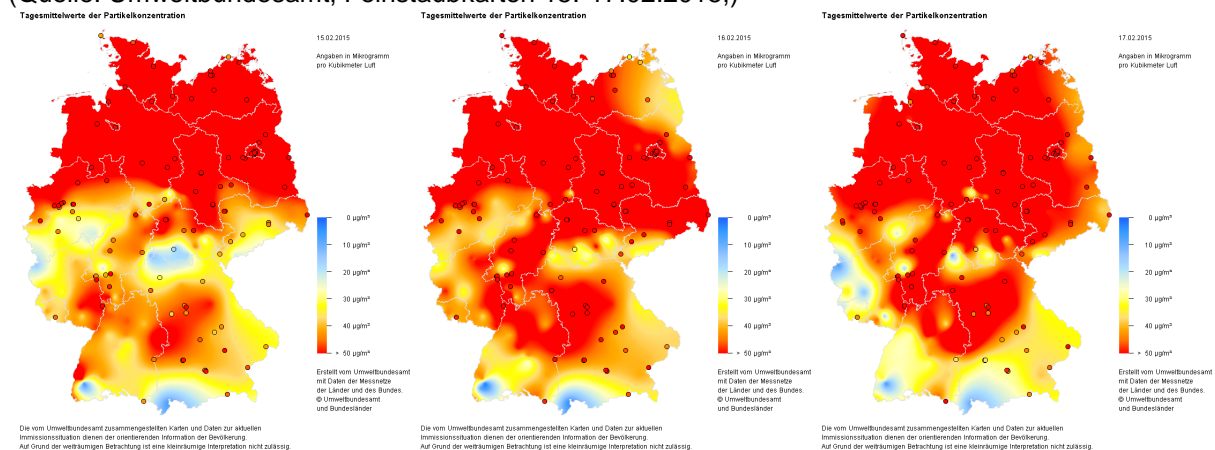 (Quelle: Umweltbundesamt, Feinstaubkarten 15.-17.02.2015,)
Tagesmittelwerte der Partikelkonzentration
15.02.2015
Angaben in Mikrogramm
pro Kubikmeter Luft
0 µg/m³
10 µg/m³
20 µg/m³
30 µg/m³
40 µg/m³
> 50 µg/m³
Erstellt vom Umweltbundesamt
mit Daten der Messnetze
der Länder und des Bundes.
© Umweltbundesamt
und Bundesländer
Die vom Umweltbundesamt zusammengestellten Karten und Daten zur aktuellen
Immissionssituation dienen der orientierenden Information der Bevölkerung.
Auf Grund der weiträumigen Betrachtung ist eine kleinräumige Interpretation nicht zulässig.
Tagesmittelwerte der Partikelkonzentration
16.02.2015
Angaben in Mikrogramm
pro Kubikmeter Luft
0 µg/m³
10 µg/m³
20 µg/m³
30 µg/m³
40 µg/m³
> 50 µg/m³
Erstellt vom Umweltbundesamt
mit Daten der Messnetze
der Länder und des Bundes.
© Umweltbundesamt
und Bundesländer
Die vom Umweltbundesamt zusammengestellten Karten und Daten zur aktuellen
Immissionssituation dienen der orientierenden Information der Bevölkerung.
Auf Grund der weiträumigen Betrachtung ist eine kleinräumige Interpretation nicht zulässig.
Tagesmittelwerte der Partikelkonzentration
17.02.2015
Angaben in Mikrogramm
pro Kubikmeter Luft
0 µg/m³
10 µg/m³
20 µg/m³
30 µg/m³
40 µg/m³
> 50 µg/m³
Erstellt vom Umweltbundesamt
mit Daten der Messnetze
der Länder und des Bundes.
© Umweltbundesamt
und Bundesländer
Die vom Umweltbundesamt zusammengestellten Karten und Daten zur aktuellen
Immissionssituation dienen der orientierenden Information der Bevölkerung.
Auf Grund der weiträumigen Betrachtung ist eine kleinräumige Interpretation nicht zulässig.